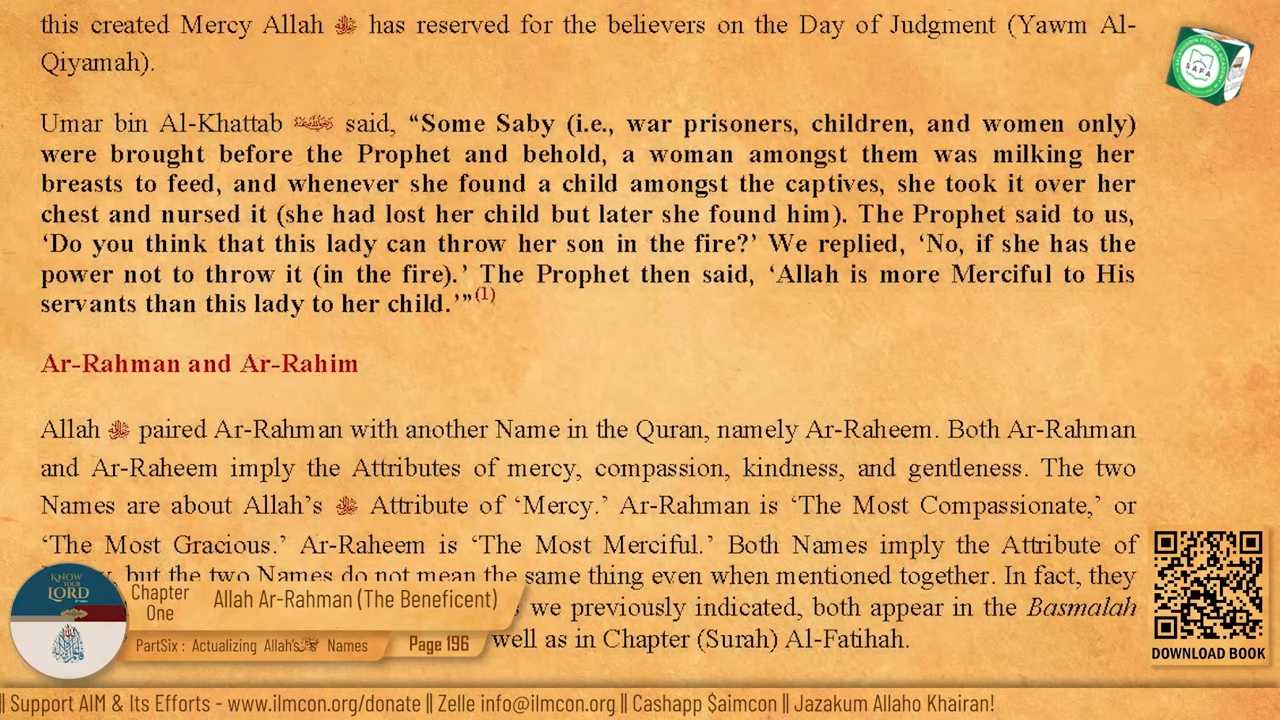 this created Mercy Allah ﷻ has reserved for the believers on the Day of Judgment (Yawm Al-
Qiyamah).
Umar bin Al-Khattab said, “Some Saby (i.e., war prisoners, children, and women only)
were brought before the Prophet and behold, a woman amongst them was milking her
breasts to feed, and whenever she found a child amongst the captives, she took it over her
chest and nursed it (she had lost her child but later she found him). The Prophet said to us,
‘Do you think that this lady can throw her son in the fire?’ We replied, ‘No, if she has the
power not to throw it (in the fire).’ The Prophet then said, ‘Allah is more Merciful to His
servants than this lady to her child.’”(1)
Ar-Rahman and Ar-Rahim
Allah ﷻ paired Ar-Rahman with another Name in the Quran, namely Ar-Raheem. Both Ar-Rahman
and Ar-Raheem imply the Attributes of mercy, compassion, kindness, and gentleness. The two
Names are about Allah’s ﷻ Attribute of ‘Mercy.’ Ar-Rahman is ‘The Most Compassionate,’ or
‘The Most Gracious.’ Ar-Raheem is ‘The Most Merciful.’ Both Names imply the Attribute of
but the two Names do not mean the same thing even when mentioned together. In fact, they
we previously indicated, both appear in the Basmalah
well as in Chapter (Surah) Al-Fatihah.
KNOW
YOUR
LORD
Chapter
One
Allah Ar-Rahman (The Beneficent)
PartSix : Actualizing Allah's ﷻ Names
Page 196
SAFA
DOWNLOAD BOOK
|| Support AIM & Its Efforts - www.ilmcon.org/donate || Zelle info@ilmcon.org || Cashapp $aimcon || Jazakum Allaho Khairan!